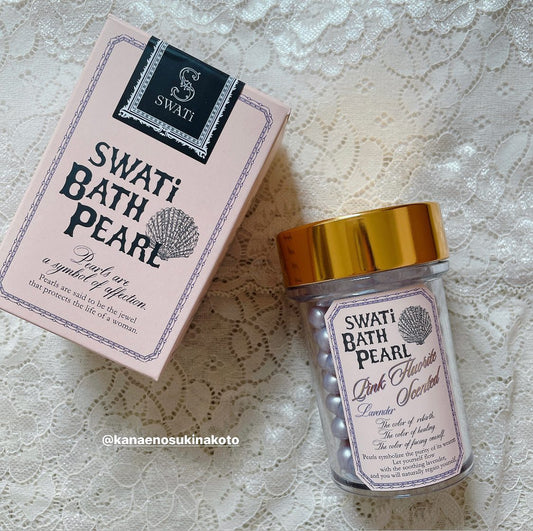 SWATi
SWATi
BATH
PEARL
Pearls are
a symbol of affection.
Pearls are said to be the jewel
that protects the life of a woman.
SWATi
BATH
PEARL
Pink Fluorite
Scented
Lavender
The color of rebirth.
The color of healing.
The color of facing oneself.
Pearls symbolize the purity of its women
Let yourself flow
with the soothing lavender,
and you will naturally regain yourself.
@kanaenosukinakoto